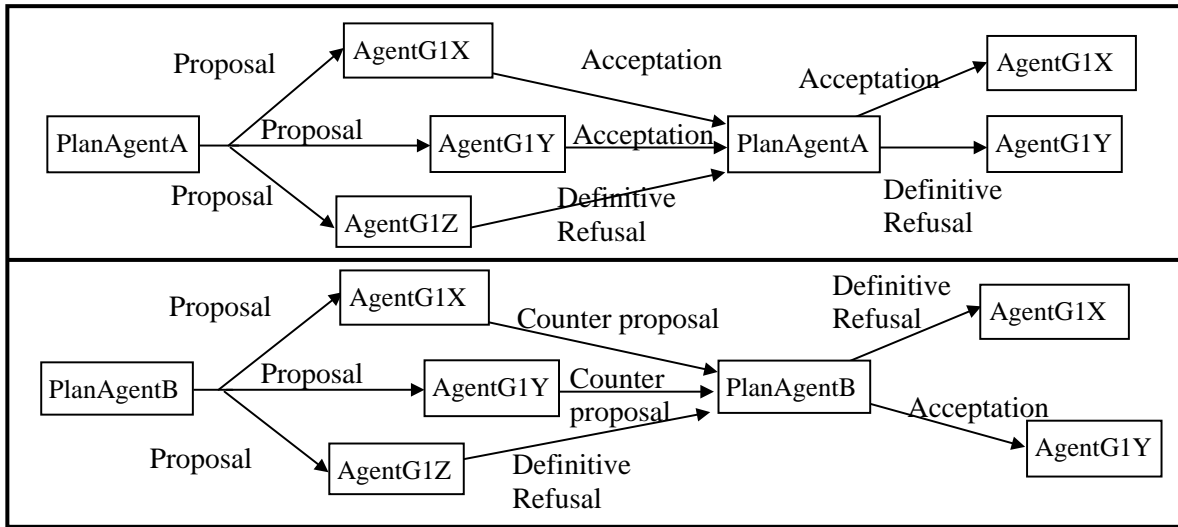 AgentG1X
Proposal
Acceptation
Acceptation
AgentG1X
PlanAgentA
Proposal
AgentG1Y
Acceptation
PlanAgentA
AgentG1Y
Proposal
AgentG1Z
Definitive
Refusal
Definitive
Refusal
AgentG1X
Proposal
Counter proposal
Definitive
Refusal
AgentG1X
PlanAgentB
Proposal
AgentG1Y
Counter
proposal
PlanAgentB
Acceptation
AgentG1Y
Proposal
AgentG1Z
Definitive
Refusal